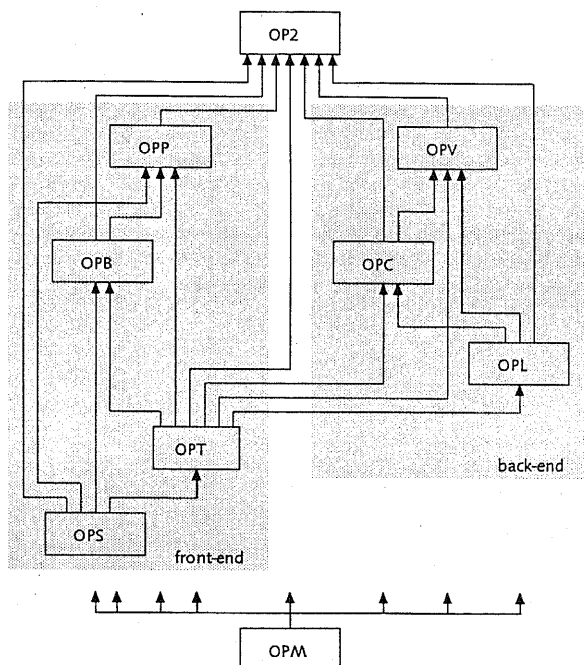 OP2
OPP
OPV
OPB
OPC
OPL
OPT
back-end
OPS
front-end
OPM